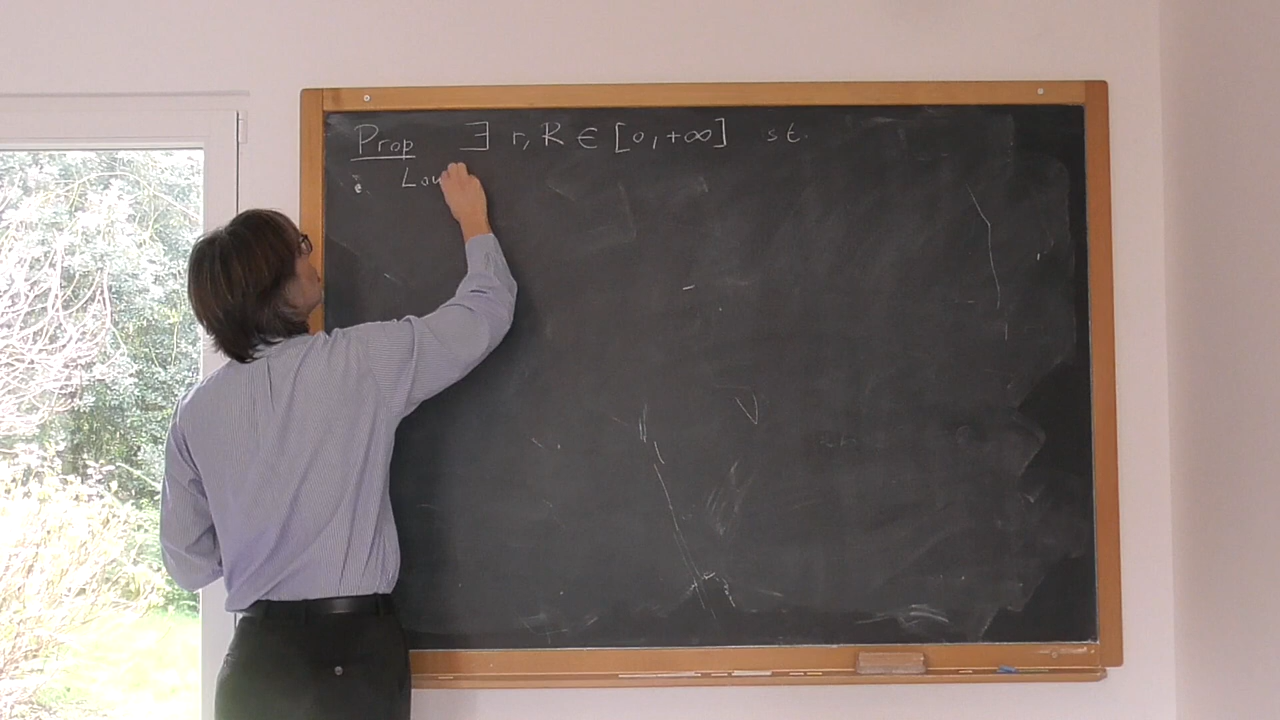 Prop ∃ r, R ∈ [0, +∞] st.